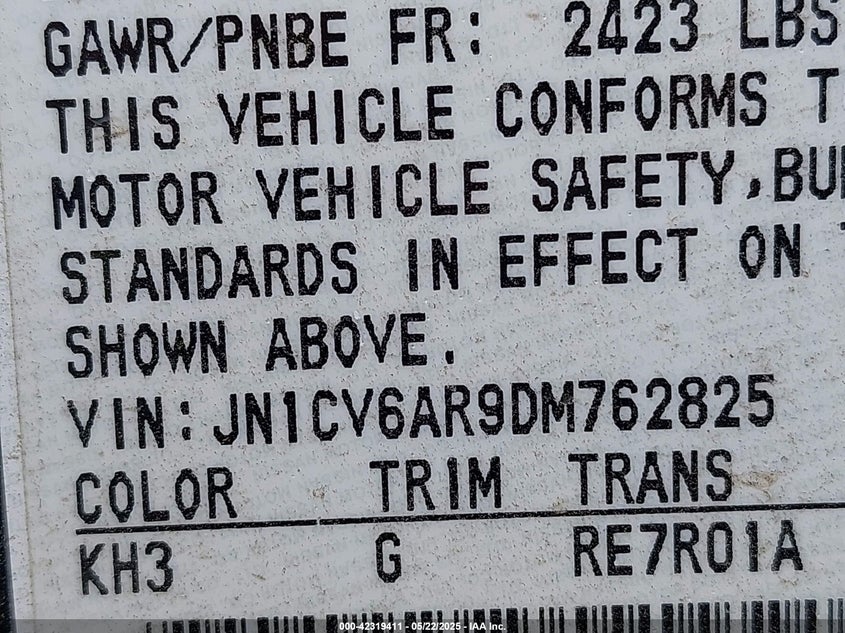 GAWR/PNBE FR: 2423 LBS
THIS VEHICLE CONFORMS T
MOTOR VEHICLE SAFETY,BU
STANDARDS IN EFFECT ON
SHOWN ABOVE.
VIN:JN1CV6AR9DM762825
COLOR TRIM TRANS
KH3 G RE7R01A
000-42319411 - 05/22/2025 - IAA Inc.